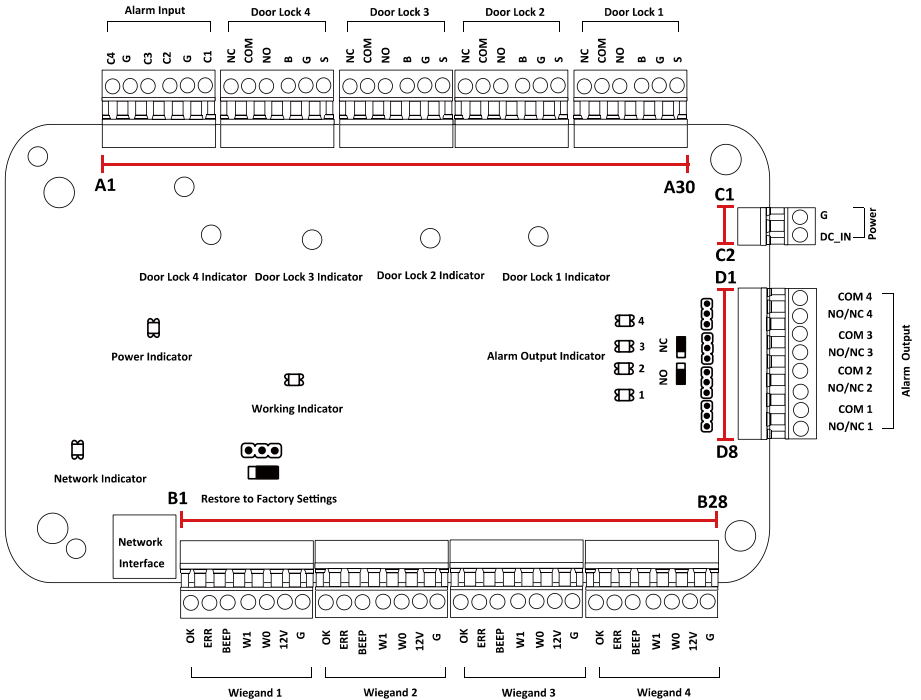 Alarm Input
Door Lock 4
Door Lock 3
Door Lock 2
Door Lock 1
C4 G C3 C2 G C1
NC COM NO B G S
NC COM NO B G S
NC COM NO B G S
NC COM NO B G S
A1
A30
C1
G
DC_IN
Power
C2
Door Lock 4 Indicator
Door Lock 3 Indicator
Door Lock 2 Indicator
Door Lock 1 Indicator
D1
COM 4
NO/NC 4
COM 3
NO/NC 3
COM 2
NO/NC 2
COM 1
NO/NC 1
Alarm Output
Power Indicator
Alarm Output Indicator
4
3
2
1
NC
NO
Working Indicator
D8
Network Indicator
Restore to Factory Settings
B1
B28
Network
Interface
OK ERR BEEP W1 W0 12V G
OK ERR BEEP W1 W0 12V G
OK ERR BEEP W1 W0 12V G
OK ERR BEEP W1 W0 12V G
Wiegand 1
Wiegand 2
Wiegand 3
Wiegand 4